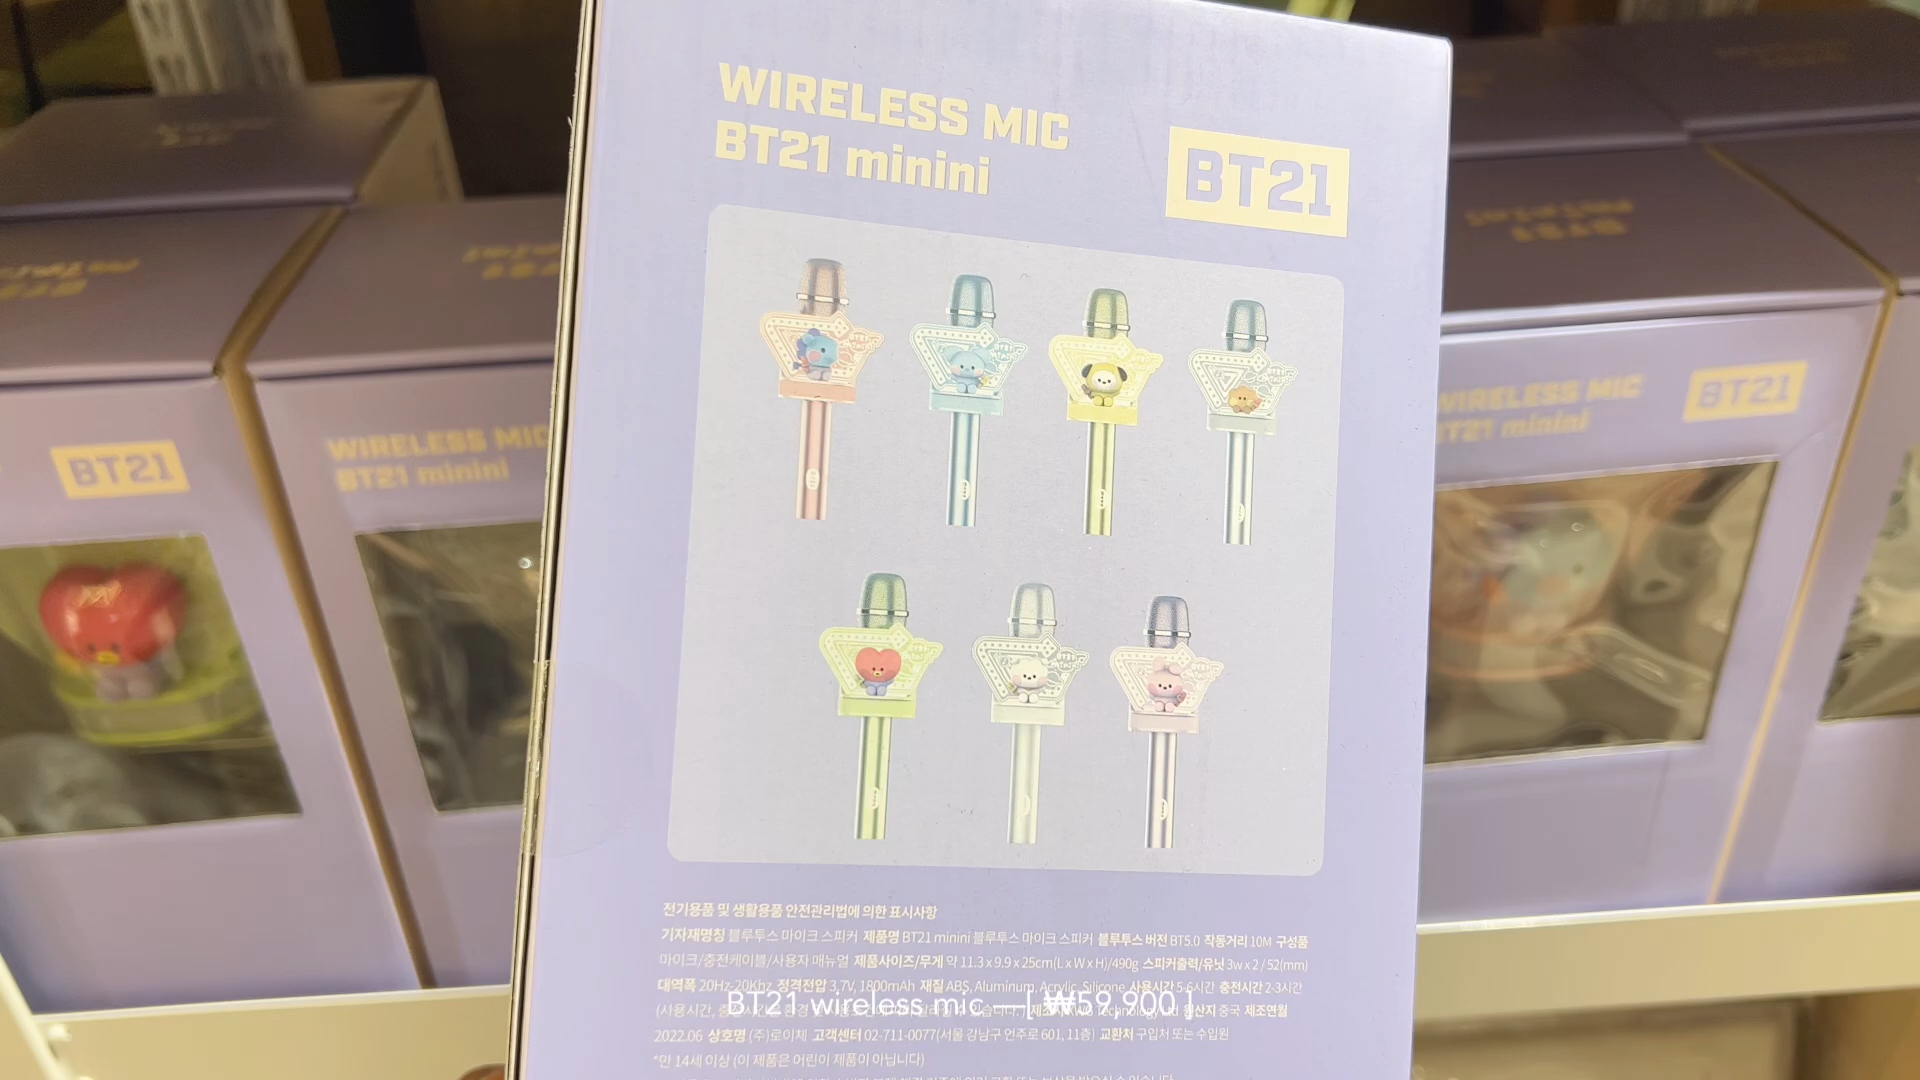 WIRELESS MIC
BT21 minini
BT21
전기용품 및 생활용품 안전관리법에 의한 표시사항
기자재명칭 블루투스 마이크 스피커 제품명 BT21 minini 블루투스 마이크 스피커 블루투스 버전 BT5.0 작동거리 10M 구성품
마이크/충전케이블/사용자 매뉴얼 제품사이즈/무게 약 11.3 x 9.9 x 25cm(L x W x H)/490g 스피커출력/유닛 3w x 2 / 52(mm)
대역폭 20Hz-20Khz 정격전압 3,7V, 1800mAh 재질 ABS, Aluminum, Acrylic, Silicone 사용시간 5-6시간 충전시간 2-3시간
BT21 wireless mic —[ ₩59,900 ]
(사용시간, 중국 제조연월
2022.06 상호명 (주)로이체 고객센터 02-711-0077(서울 강남구 언주로 601, 11층) 교환처 구입처 또는 수입원
*만 14세 이상 (이 제품은 어린이 제품이 아닙니다)
BT21
WIRELESS MIC
BT21 minini
WIRELESS MIC
BT21 minini
BT21